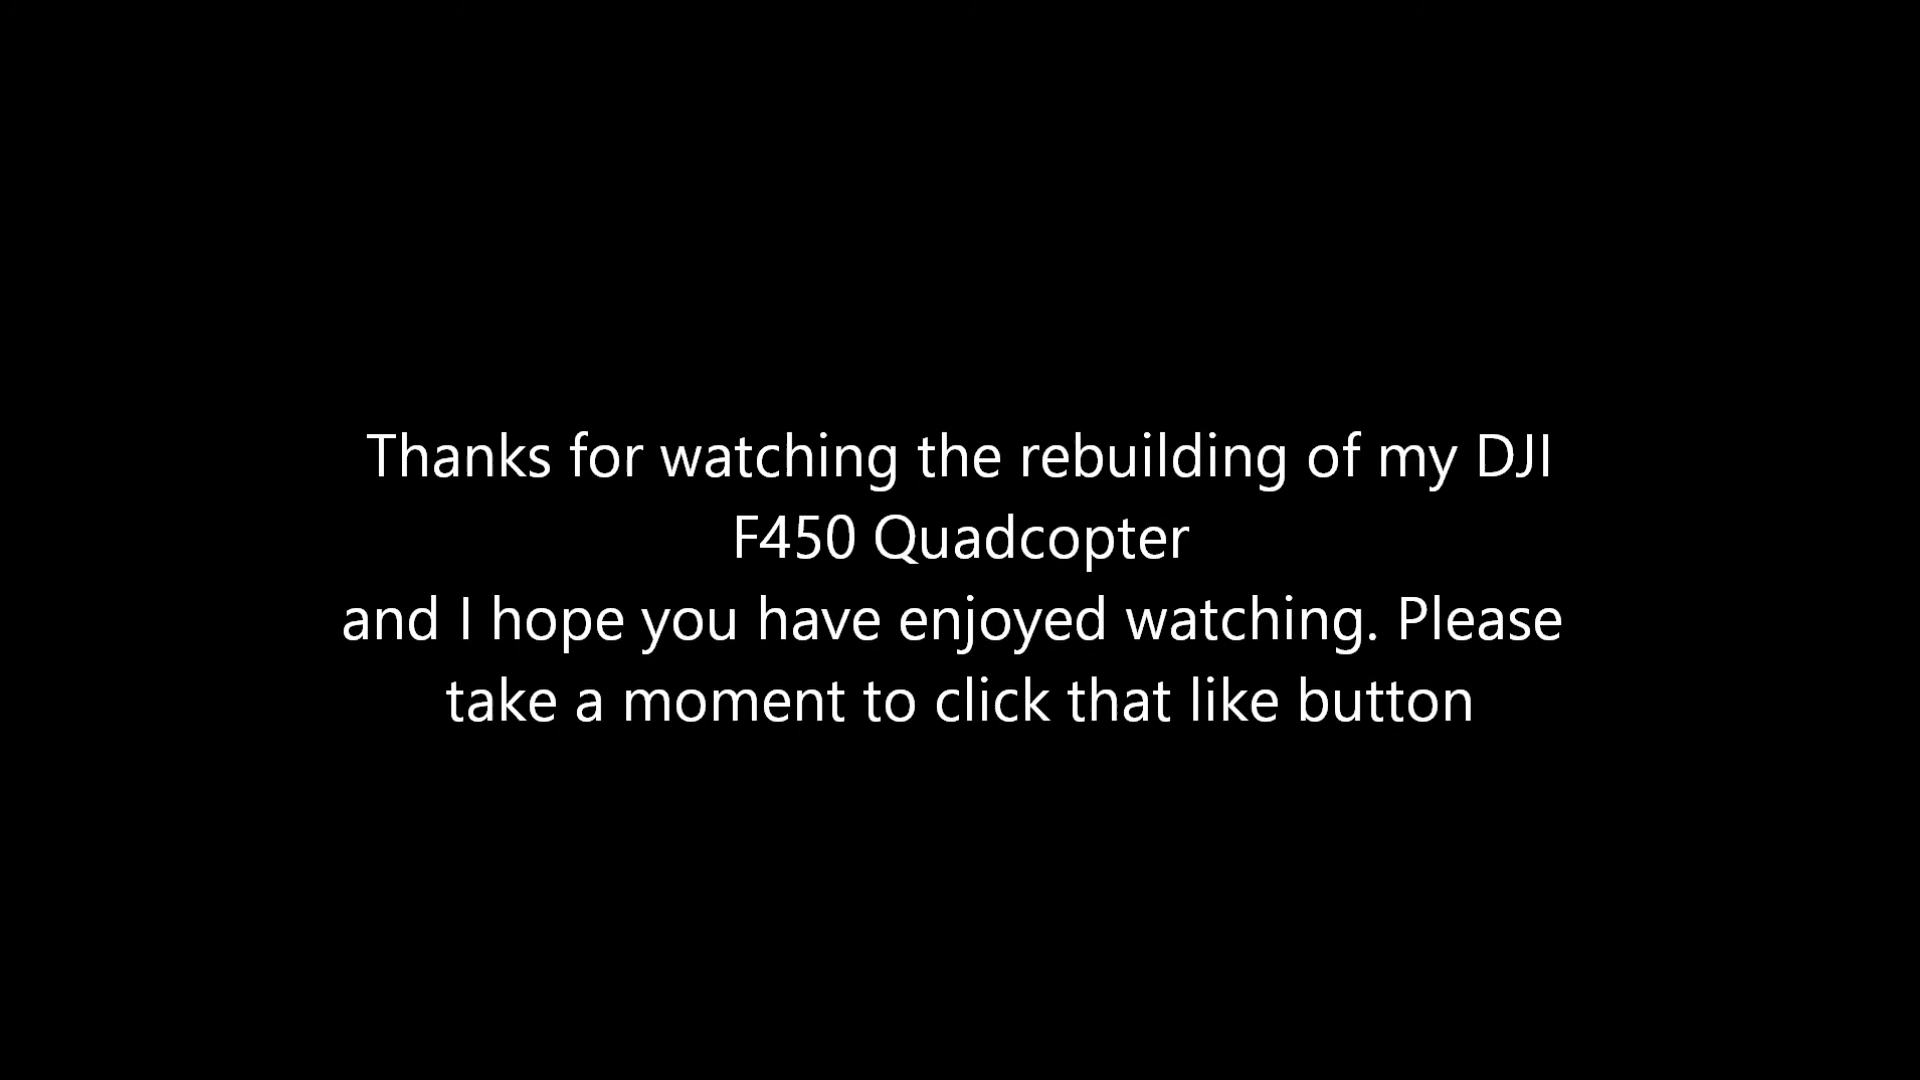 Thanks for watching the rebuilding of my DJI
F450 Quadcopter
and I hope you have enjoyed watching. Please
take a moment to click that like button